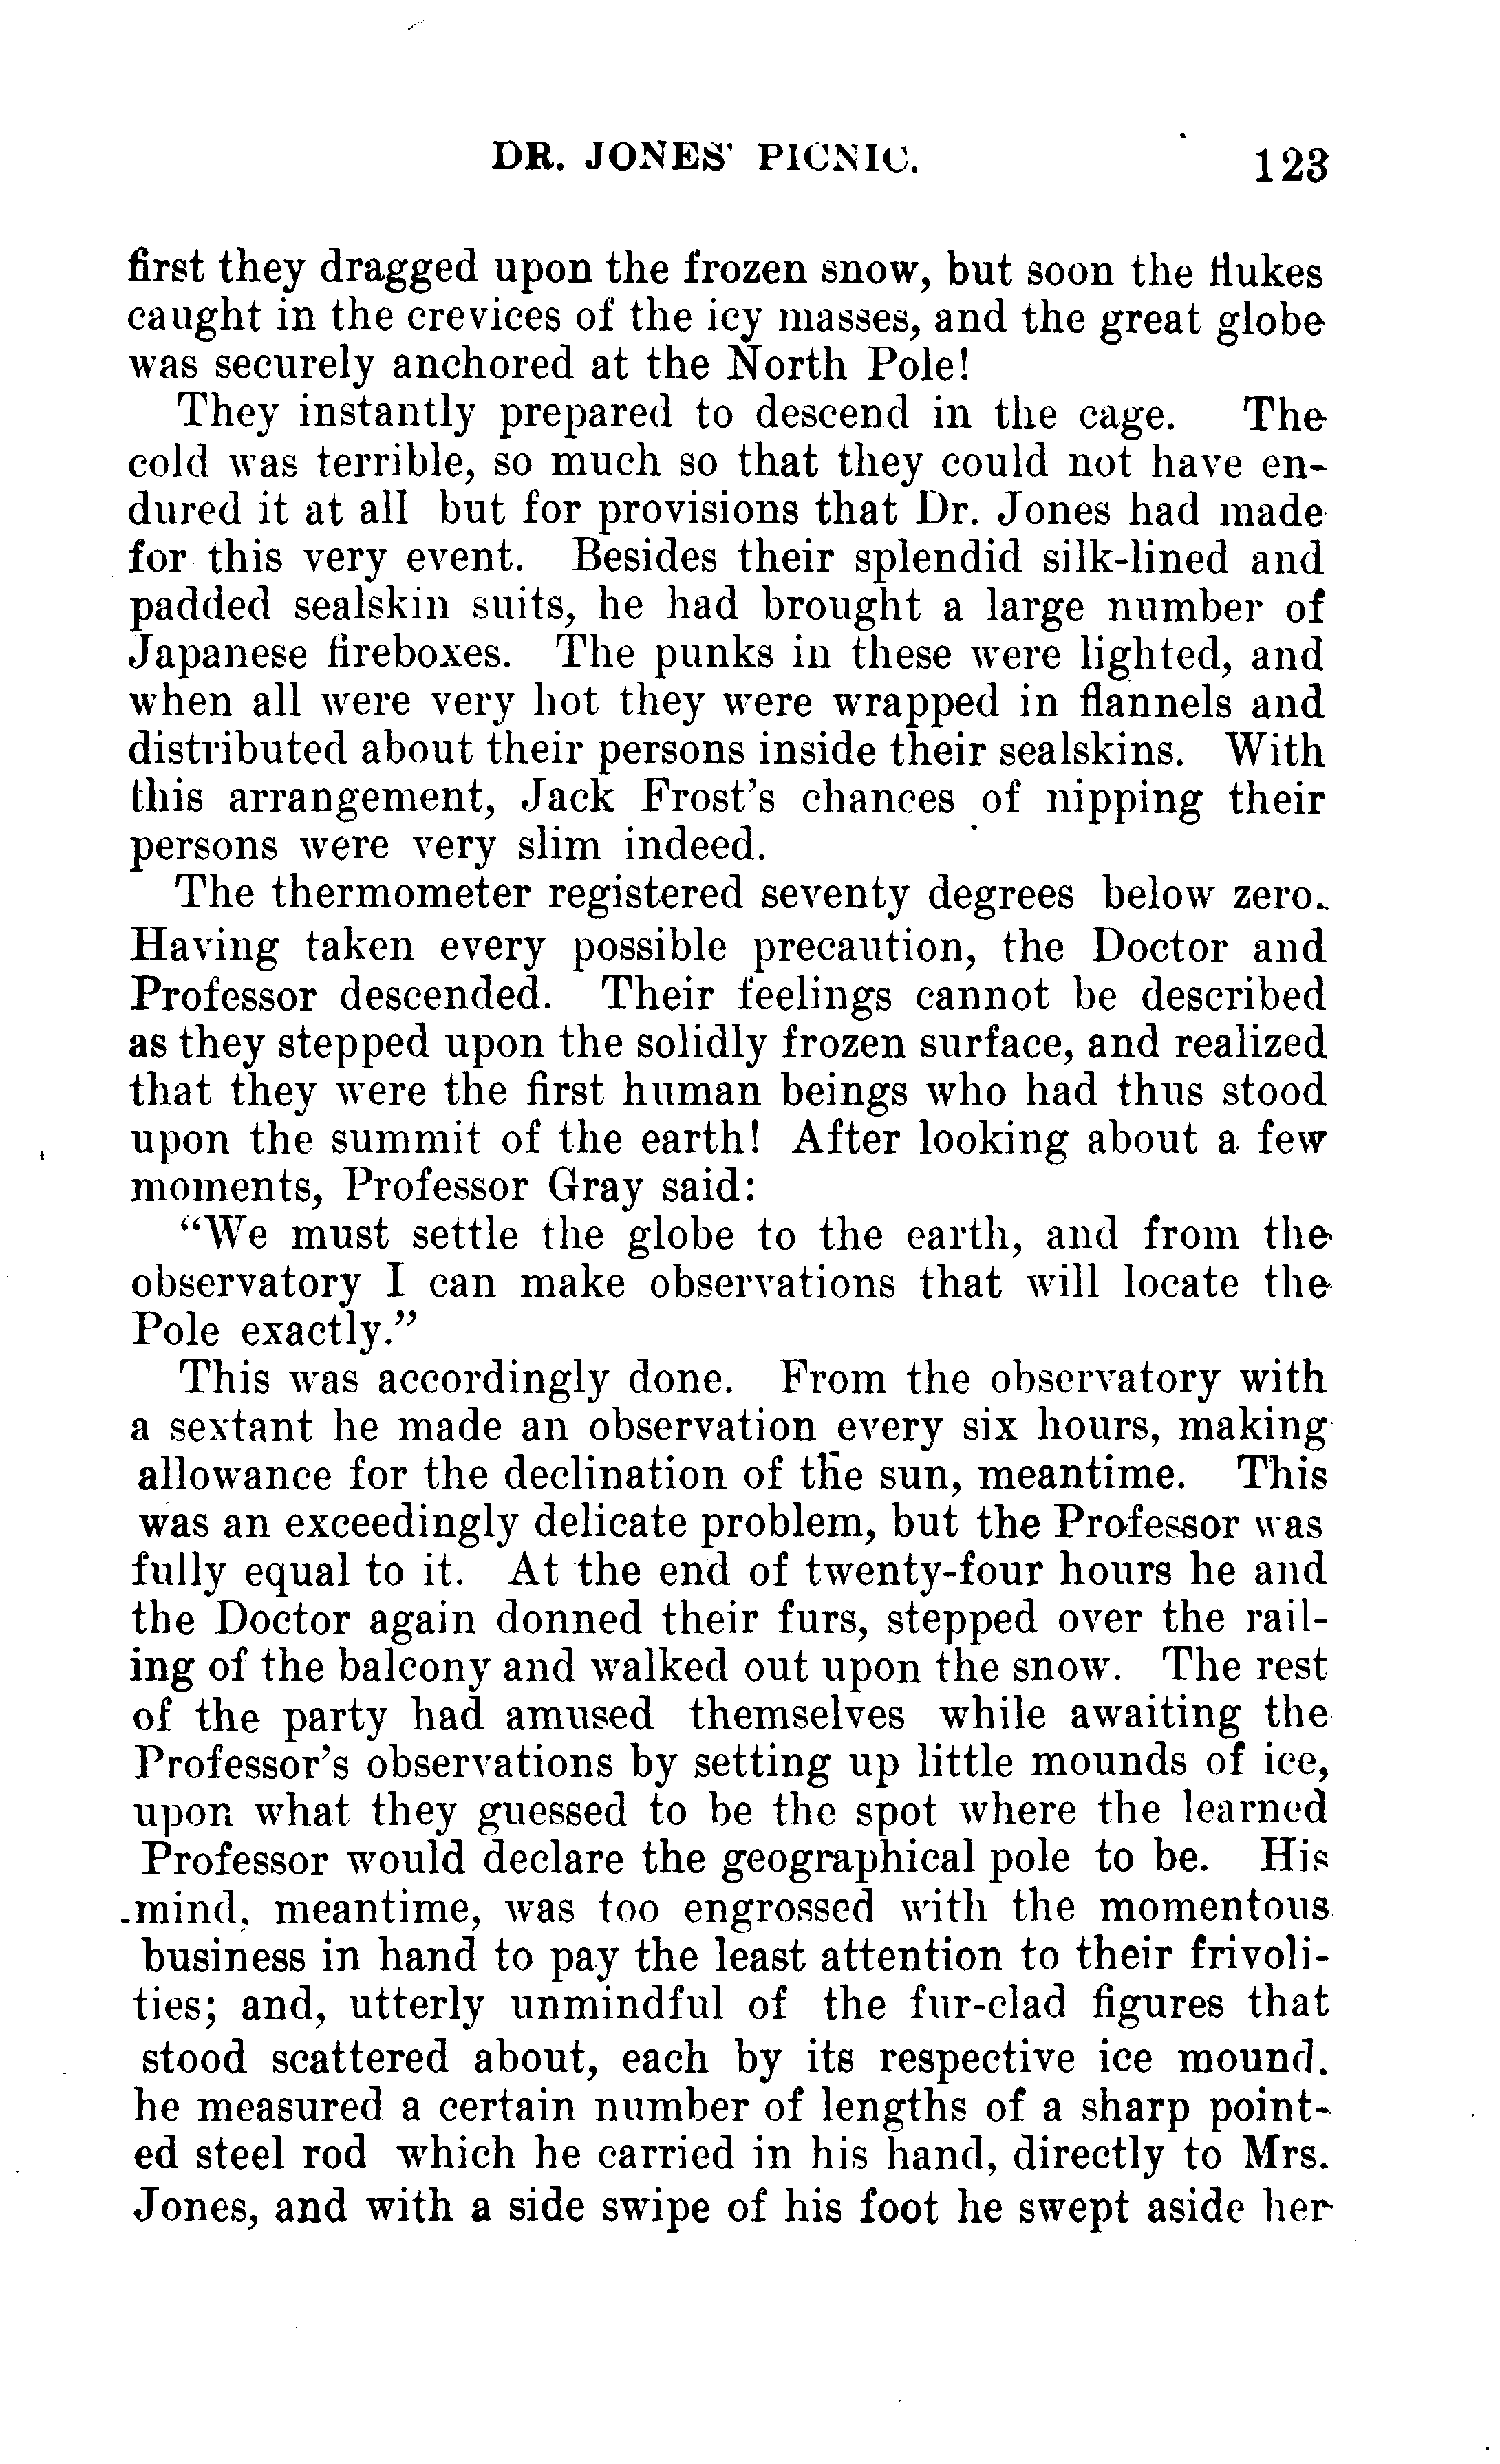 DR. JONES' PICNIC. 123
first they dragged upon the frozen snow, but soon the flukes
caught in the crevices of the icy masses, and the great globe
was securely anchored at the North Pole!
They instantly prepared to descend in the cage. The
cold was terrible, so much so that they could not have en-
dured it at all but for provisions that Dr. Jones had made
for this very event. Besides their splendid silk-lined and
padded sealskin suits, he had brought a large number of
Japanese fireboxes. The punks in these were lighted, and
when all were very hot they were wrapped in flannels and
distributed about their persons inside their sealskins. With
this arrangement, Jack Frost's chances of nipping their
persons were very slim indeed.
The thermometer registered seventy degrees below zero.
Having taken every possible precaution, the Doctor and
Professor descended. Their feelings cannot be described
as they stepped upon the solidly frozen surface, and realized
that they were the first human beings who had thus stood
upon the summit of the earth! After looking about a few
moments, Professor Gray said:
"We must settle the globe to the earth, and from the
observatory I can make observations that will locate the
Pole exactly."
This was accordingly done. From the observatory with
a sextant he made an observation every six hours, making
allowance for the declination of the sun, meantime. This
was an exceedingly delicate problem, but the Professor was
fully equal to it. At the end of twenty-four hours he and
the Doctor again donned their furs, stepped over the rail-
ing of the balcony and walked out upon the snow. The rest
of the party had amused themselves while awaiting the
Professor's observations by setting up little mounds of ice,
upon what they guessed to be the spot where the learned
Professor would declare the geographical pole to be. His
mind, meantime, was too engrossed with the momentous
business in hand to pay the least attention to their frivoli-
ties; and, utterly unmindful of the fur-clad figures that
stood scattered about, each by its respective ice mound,
he measured a certain number of lengths of a sharp point-
ed steel rod which he carried in his hand, directly to Mrs.
Jones, and with a side swipe of his foot he swept aside her